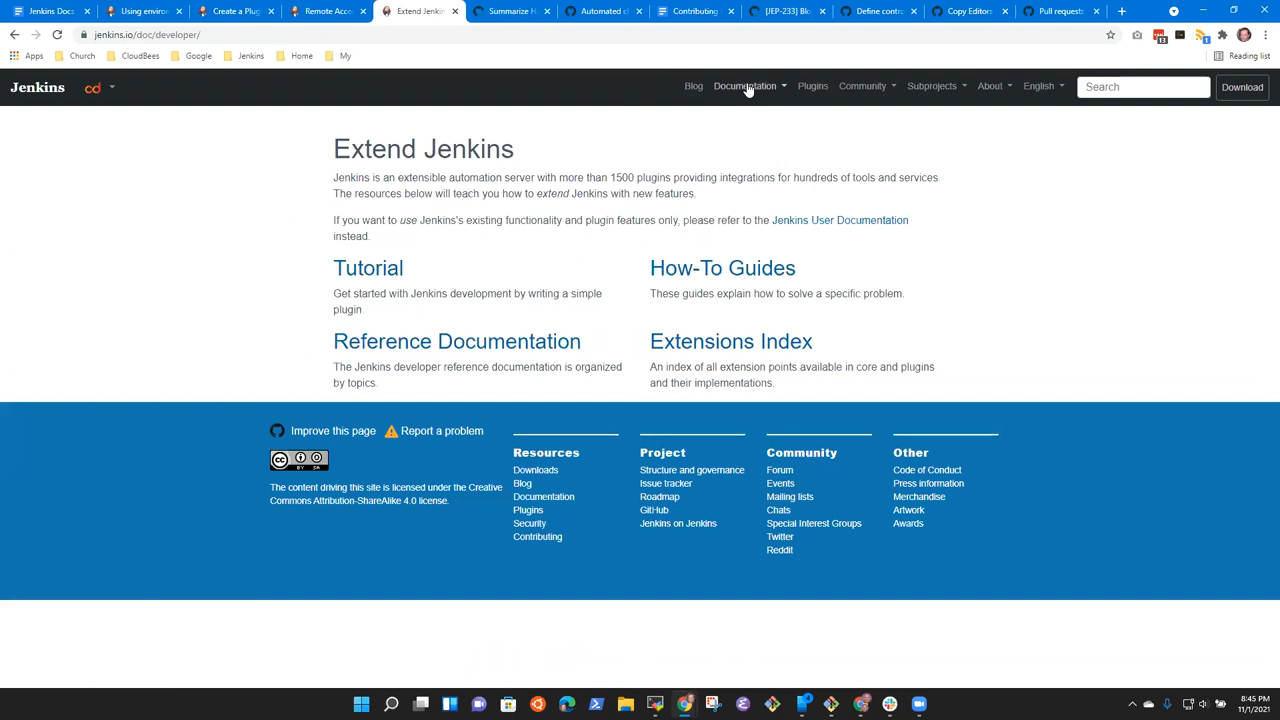 Jenkins Docs
Using environ
Create a Plug
Remote Acce
Extend Jenkin
Summarize H
Automated c
Contributing
[JEP-233] Blo
Define contr
Copy Editors
Pull requests
jenkins.io/doc/developer/
13
1
Apps
Church
CloudBees
Google
Jenkins
Home
My
Reading list
Jenkins
cd
Blog
Documentation
Plugins
Community
Subprojects
About
English
Search
Download
Extend Jenkins
Jenkins is an extensible automation server with more than 1500 plugins providing integrations for hundreds of tools and services.
The resources below will teach you how to extend Jenkins with new features.
If you want to use Jenkins's existing functionality and plugin features only, please refer to the Jenkins User Documentation
instead.
Tutorial
Get started with Jenkins development by writing a simple
plugin.
How-To Guides
These guides explain how to solve a specific problem.
Reference Documentation
The Jenkins developer reference documentation is organized
by topics.
Extensions Index
An index of all extension points available in core and plugins
and their implementations.
Improve this page
Report a problem
CC BY SA
The content driving this site is licensed under the Creative
Commons Attribution-ShareAlike 4.0 license.
Resources
Downloads
Blog
Documentation
Plugins
Security
Contributing
Project
Structure and governance
Issue tracker
Roadmap
GitHub
Jenkins on Jenkins
Community
Forum
Events
Mailing lists
Chats
Special Interest Groups
Twitter
Reddit
Other
Code of Conduct
Press information
Merchandise
Artwork
Awards
8:45 PM
11/1/2021